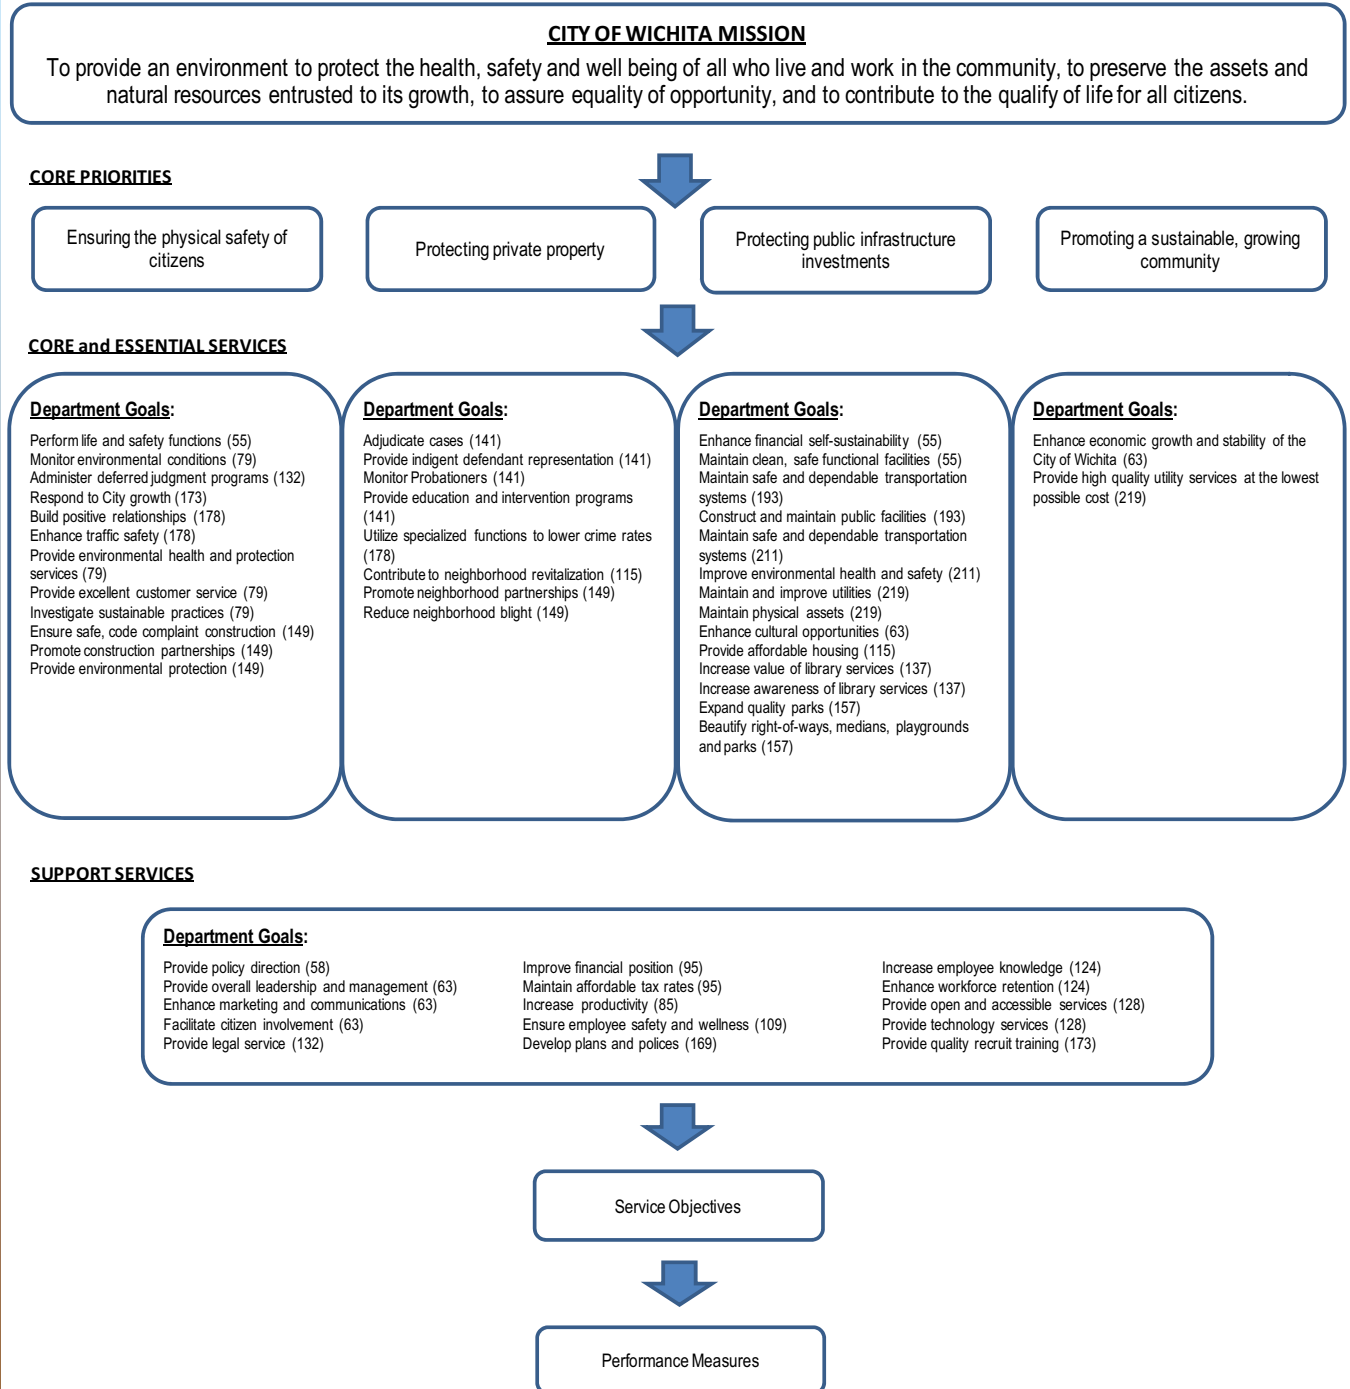 CITY OF WICHITA MISSION
To provide an environment to protect the health, safety and well being of all who live and work in the community, to preserve the assets and
natural resources entrusted to its growth, to assure equality of opportunity, and to contribute to the qualify of life for all citizens.
CORE PRIORITIES
Ensuring the physical safety of
citizens
Protecting private property
Protecting public infrastructure
investments
Promoting a sustainable, growing
community
CORE and ESSENTIAL SERVICES
Department Goals:
Perform life and safety functions (55)
Monitor environmental conditions (79)
Administer deferred judgment programs (132)
Respond to City growth (173)
Build positive relationships (178)
Enhance traffic safety (178)
Provide environmental health and protection
services (79)
Provide excellent customer service (79)
Investigate sustainable practices (79)
Ensure safe, code complaint construction (149)
Promote construction partnerships (149)
Provide environmental protection (149)
Department Goals:
Adjudicate cases (141)
Provide indigent defendant representation (141)
Monitor Probationers (141)
Provide education and intervention programs
(141)
Utilize specialized functions to lower crime rates
(178)
Contribute to neighborhood revitalization (115)
Promote neighborhood partnerships (149)
Reduce neighborhood blight (149)
Department Goals:
Enhance financial self-sustainability (55)
Maintain clean, safe functional facilities (55)
Maintain safe and dependable transportation
systems (193)
Construct and maintain public facilities (193)
Maintain safe and dependable transportation
systems (211)
Improve environmental health and safety (211)
Maintain and improve utilities (219)
Maintain physical assets (219)
Enhance cultural opportunities (63)
Provide affordable housing (115)
Increase value of library services (137)
Increase awareness of library services (137)
Expand quality parks (157)
Beautify right-of-ways, medians, playgrounds
and parks (157)
Department Goals:
Enhance economic growth and stability of the
City of Wichita (63)
Provide high quality utility services at the lowest
possible cost (219)
SUPPORT SERVICES
Department Goals:
Provide policy direction (58)
Provide overall leadership and management (63)
Enhance marketing and communications (63)
Facilitate citizen involvement (63)
Provide legal service (132)
Improve financial position (95)
Maintain affordable tax rates (95)
Increase productivity (85)
Ensure employee safety and wellness (109)
Develop plans and polices (169)
Increase employee knowledge (124)
Enhance workforce retention (124)
Provide open and accessible services (128)
Provide technology services (128)
Provide quality recruit training (173)
Service Objectives
Performance Measures